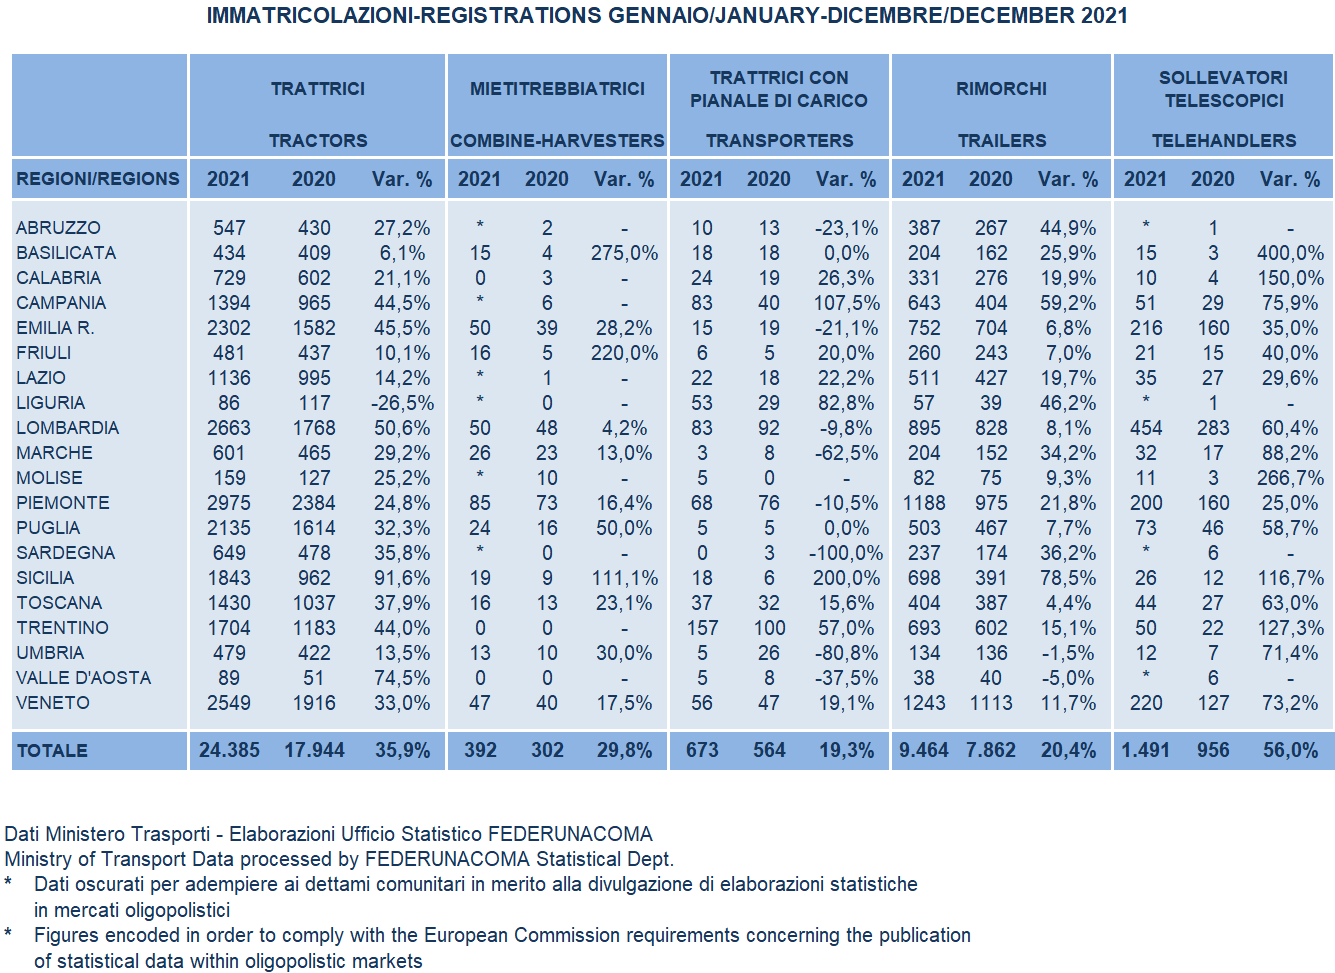 IMMATRICOLAZIONI-REGISTRATIONS GENNAIO/JANUARY-DICEMBRE/DECEMBER 2021
TRATTRICI MIETITREBBIATRICI TRATTRICI CON PIANALE DI CARICO RIMORCHI SOLLEVATORI TELESCOPICI
TRACTORS COMBINE-HARVESTERS TRANSPORTERS TRAILERS TELEHANDLERS
REGIONI/REGIONS 2021 2020 Var. % 2021 2020 Var. % 2021 2020 Var. % 2021 2020 Var. % 2021 2020 Var. %
ABRUZZO 547 430 27,2% * 2 - 10 13 -23,1% 387 267 44,9% * 1 -
BASILICATA 434 409 6,1% 15 4 275,0% 18 18 0,0% 204 162 25,9% 15 3 400,0%
CALABRIA 729 602 21,1% 0 3 - 24 19 26,3% 331 276 19,9% 10 4 150,0%
CAMPANIA 1394 965 44,5% * 6 - 83 40 107,5% 643 404 59,2% 51 29 75,9%
EMILIA R. 2302 1582 45,5% 50 39 28,2% 15 19 -21,1% 752 704 6,8% 216 160 35,0%
FRIULI 481 437 10,1% 16 5 220,0% 6 5 20,0% 260 243 7,0% 21 15 40,0%
LAZIO 1136 995 14,2% * 1 - 22 18 22,2% 511 427 19,7% 35 27 29,6%
LIGURIA 86 117 -26,5% * 0 - 53 29 82,8% 57 39 46,2% * 1 -
LOMBARDIA 2663 1768 50,6% 50 48 4,2% 83 92 -9,8% 895 828 8,1% 454 283 60,4%
MARCHE 601 465 29,2% 26 23 13,0% 3 8 -62,5% 204 152 34,2% 32 17 88,2%
MOLISE 159 127 25,2% * 10 - 5 0 - 82 75 9,3% 11 3 266,7%
PIEMONTE 2975 2384 24,8% 85 73 16,4% 68 76 -10,5% 1188 975 21,8% 200 160 25,0%
PUGLIA 2135 1614 32,3% 24 16 50,0% 5 5 0,0% 503 467 7,7% 73 46 58,7%
SARDEGNA 649 478 35,8% * 0 - 0 3 -100,0% 237 174 36,2% * 6 -
SICILIA 1843 962 91,6% 19 9 111,1% 18 6 200,0% 698 391 78,5% 26 12 116,7%
TOSCANA 1430 1037 37,9% 16 13 23,1% 37 32 15,6% 404 387 4,4% 44 27 63,0%
TRENTINO 1704 1183 44,0% 0 0 - 157 100 57,0% 693 602 15,1% 50 22 127,3%
UMBRIA 479 422 13,5% 13 10 30,0% 5 26 -80,8% 134 136 -1,5% 12 7 71,4%
VALLE D'AOSTA 89 51 74,5% 0 0 - 5 8 -37,5% 38 40 -5,0% * 6 -
VENETO 2549 1916 33,0% 47 40 17,5% 56 47 19,1% 1243 1113 11,7% 220 127 73,2%
TOTALE 24.385 17.944 35,9% 392 302 29,8% 673 564 19,3% 9.464 7.862 20,4% 1.491 956 56,0%
Dati Ministero Trasporti - Elaborazioni Ufficio Statistico FEDERUNACOMA
Ministry of Transport Data processed by FEDERUNACOMA Statistical Dept.
* Dati oscurati per adempiere ai dettami comunitari in merito alla divulgazione di elaborazioni statistiche
in mercati oligopolistici
* Figures encoded in order to comply with the European Commission requirements concerning the publication
of statistical data within oligopolistic markets